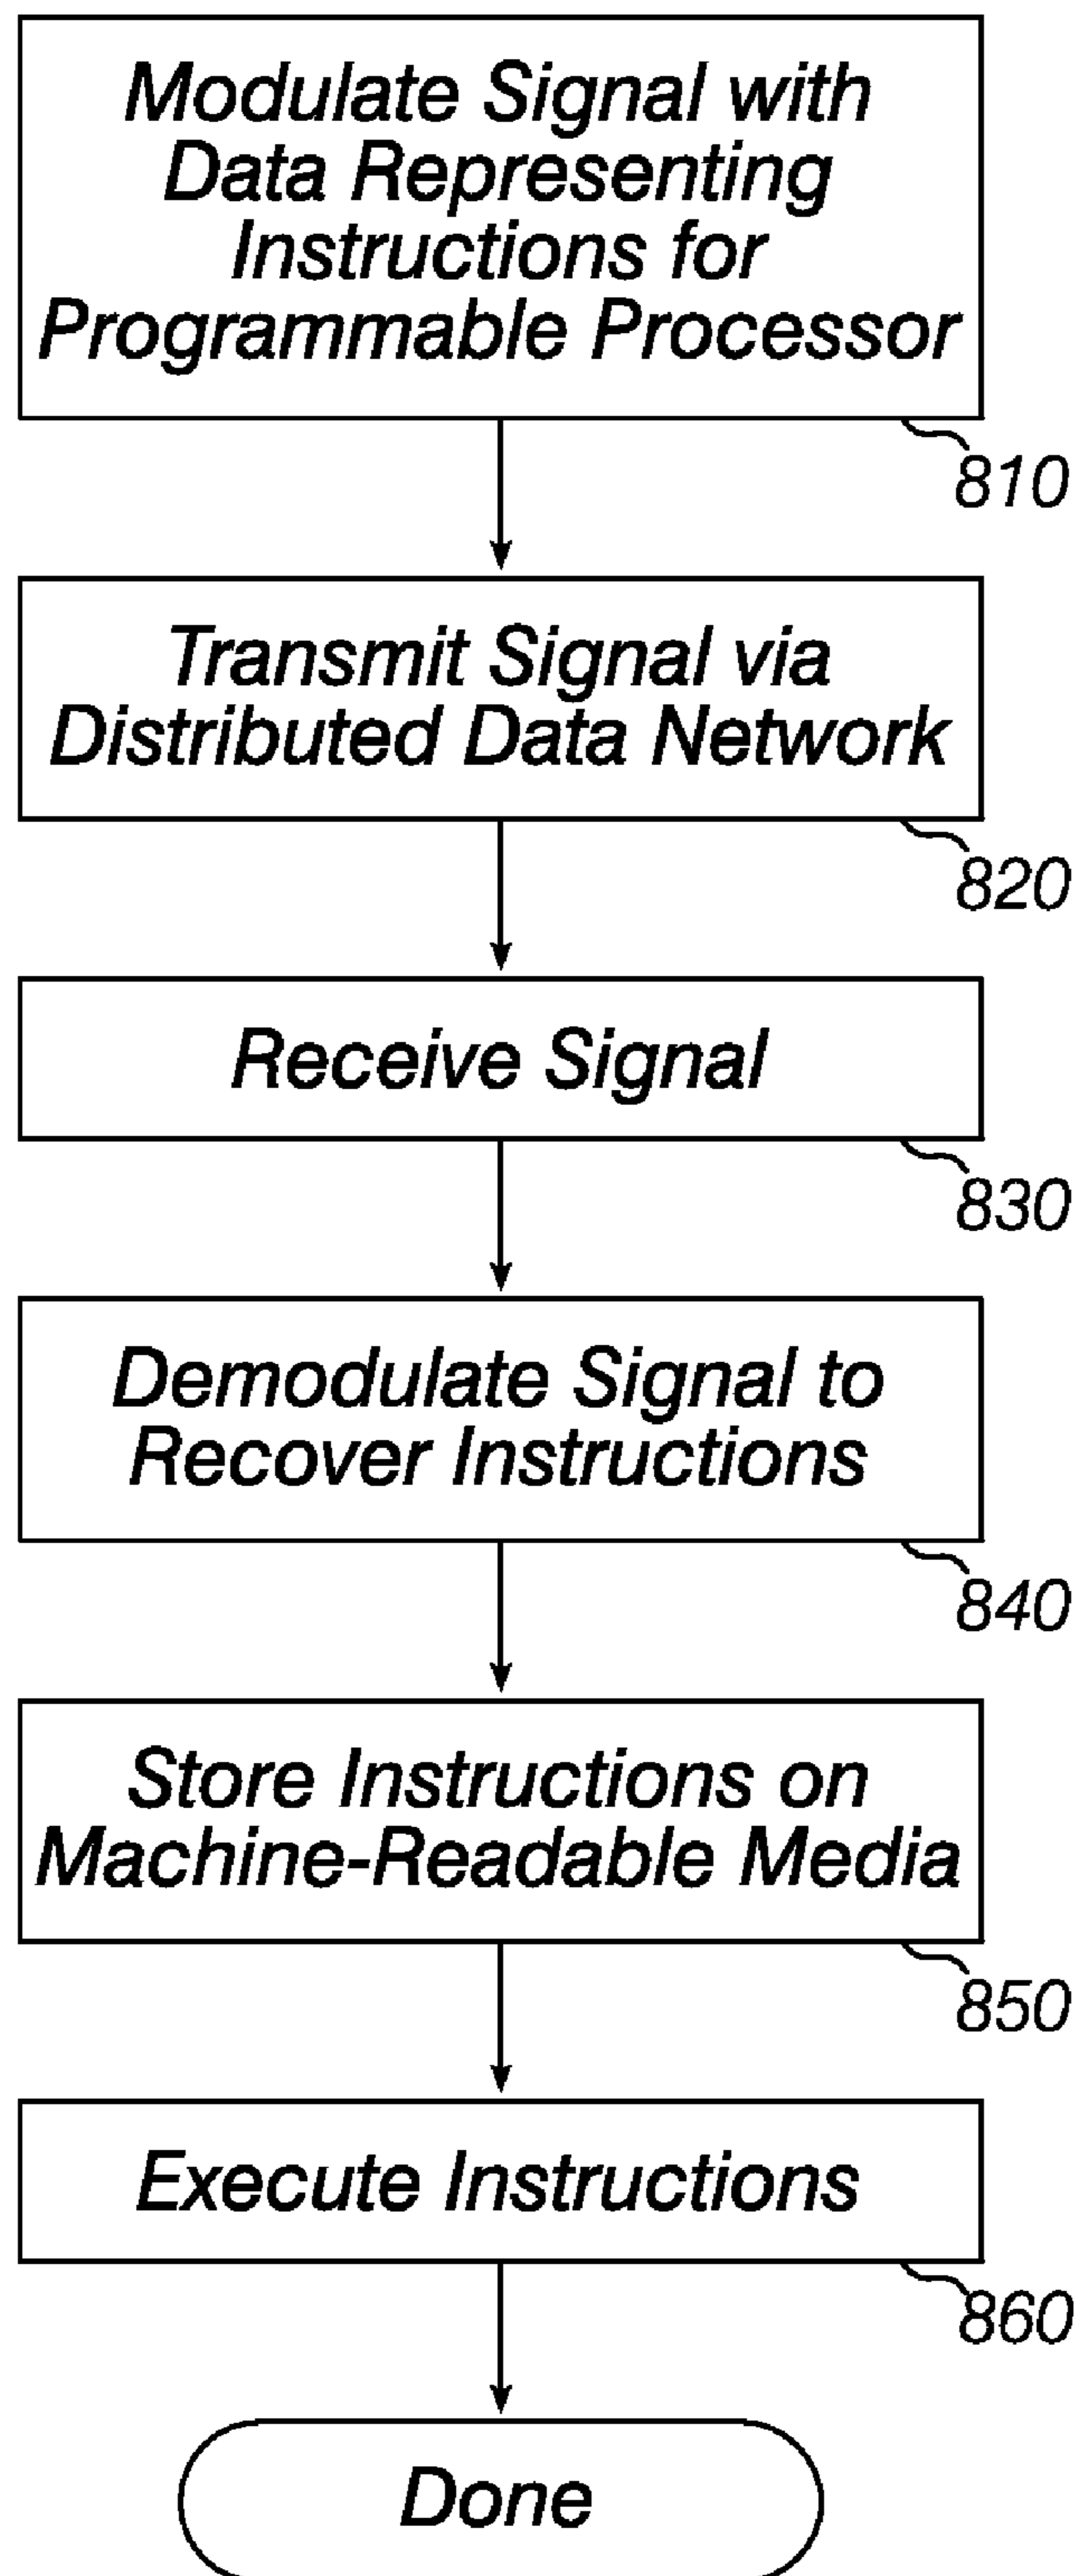 Modulate Signal with
Data Representing
Instructions for
Programmable Processor
810
Transmit Signal via
Distributed Data Network
820
Receive Signal
830
Demodulate Signal to
Recover Instructions
840
Store Instructions on
Machine-Readable Media
850
Execute Instructions
860
Done